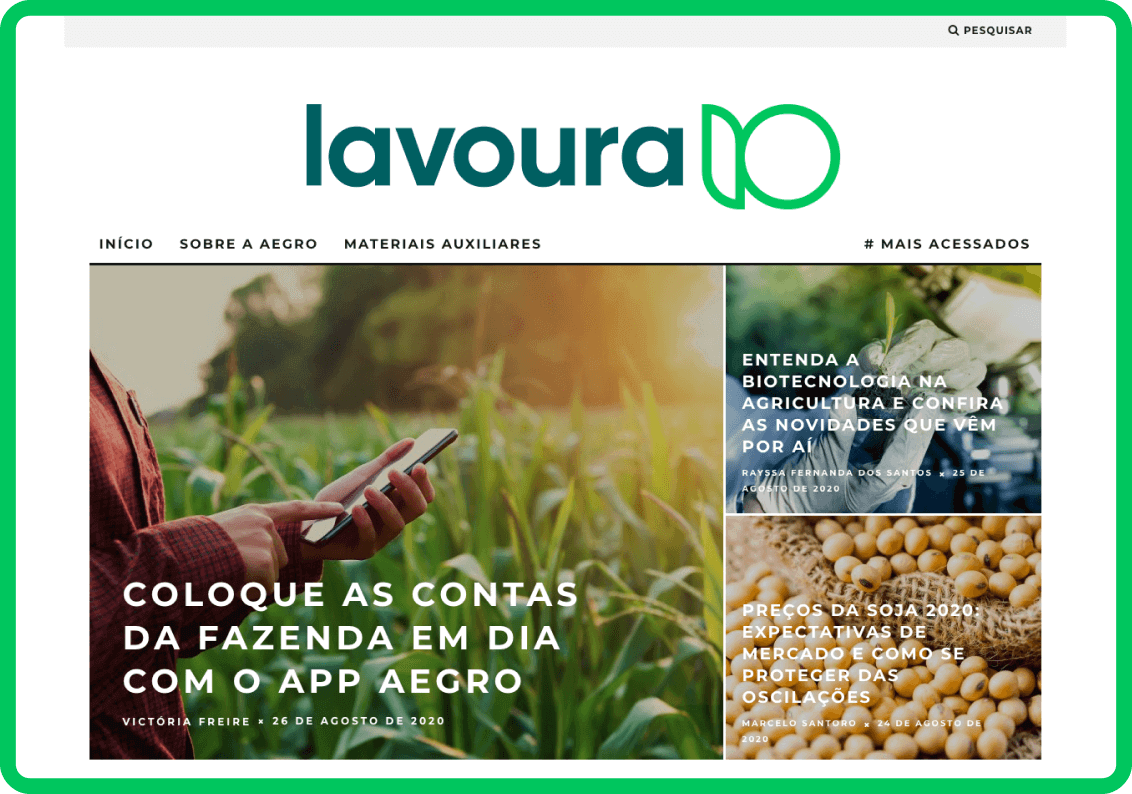 PESQUISAR
lavoura 10
INÍCIO SOBRE A AEGRO MATERIAIS AUXILIARES # MAIS ACESSADOS
COLOQUE AS CONTAS
DA FAZENDA EM DIA
COM O APP AEGRO
VICTÓRIA FREIRE × 26 DE AGOSTO DE 2020
ENTENDA A
BIOTECNOLOGIA NA
AGRICULTURA E CONFIRA
AS NOVIDADES QUE VÊM
POR AÍ
RAYSSA FERNANDA DOS SANTOS × 25 DE
AGOSTO DE 2020
PREÇOS DA SOJA 2020:
EXPECTATIVAS DE
MERCADO E COMO SE
PROTEGER DAS
OSCILAÇÕES
MARCELO SANTORO × 24 DE AGOSTO DE
2020